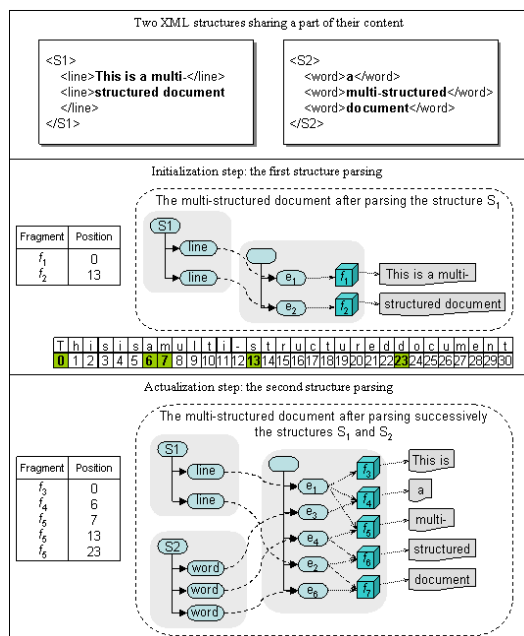 Two XML structures sharing a part of their content
<S1>
<line>This is a multi-</line>
<line>structured document
</line>
</S1>
<S2>
<word>a</word>
<word>multi-structured</word>
<word>document</word>
</S2>
Initialization step: the first structure parsing
The multi-structured document after parsing the structure S1
Fragment Position
f1 0
f2 13
S1
line
line
e1
e2
f1
f2
This is a multi-
structured document
T h i s i s a m u l t i - s t r u c t u r e d d o c u m e n t
0 1 2 3 4 5 6 7 8 9 10 11 12 13 14 15 16 17 18 19 20 21 22 23 24 25 26 27 28 29 30
Actualization step: the second structure parsing
The multi-structured document after parsing successively
the structures S1 and S2
Fragment Position
f3 0
f4 6
f5 7
f5 13
f5 23
S1
line
line
S2
word
word
word
e1
e3
e4
e2
e6
f3
f4
f5
f6
f7
This is
a
multi-
structured
document